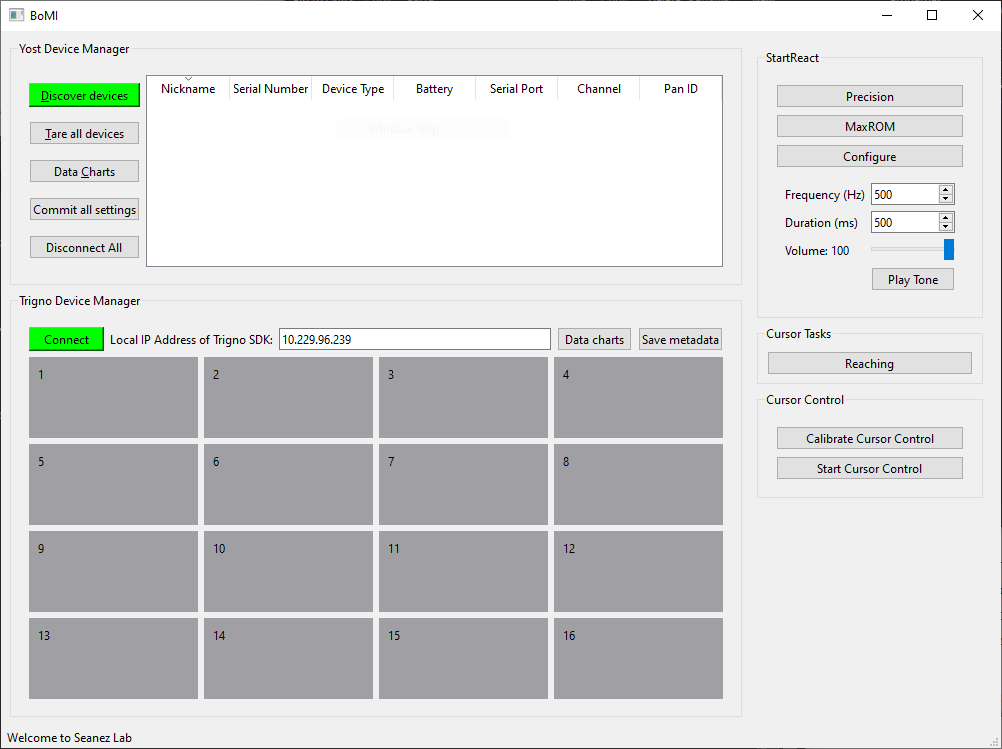 BoMI
Yost Device Manager
Discover devices
Tare all devices
Data Charts
Commit all settings
Disconnect All
Nickname Serial Number Device Type Battery Serial Port Channel Pan ID
Window Snip
Trigno Device Manager
Connect Local IP Address of Trigno SDK: 10.229.96.239 Data charts Save metadata
1 2 3 4
5 6 7 8
9 10 11 12
13 14 15 16
StartReact
Precision
MaxROM
Configure
Frequency (Hz) 500
Duration (ms) 500
Volume: 100
Play Tone
Cursor Tasks
Reaching
Cursor Control
Calibrate Cursor Control
Start Cursor Control
Welcome to Seanez Lab